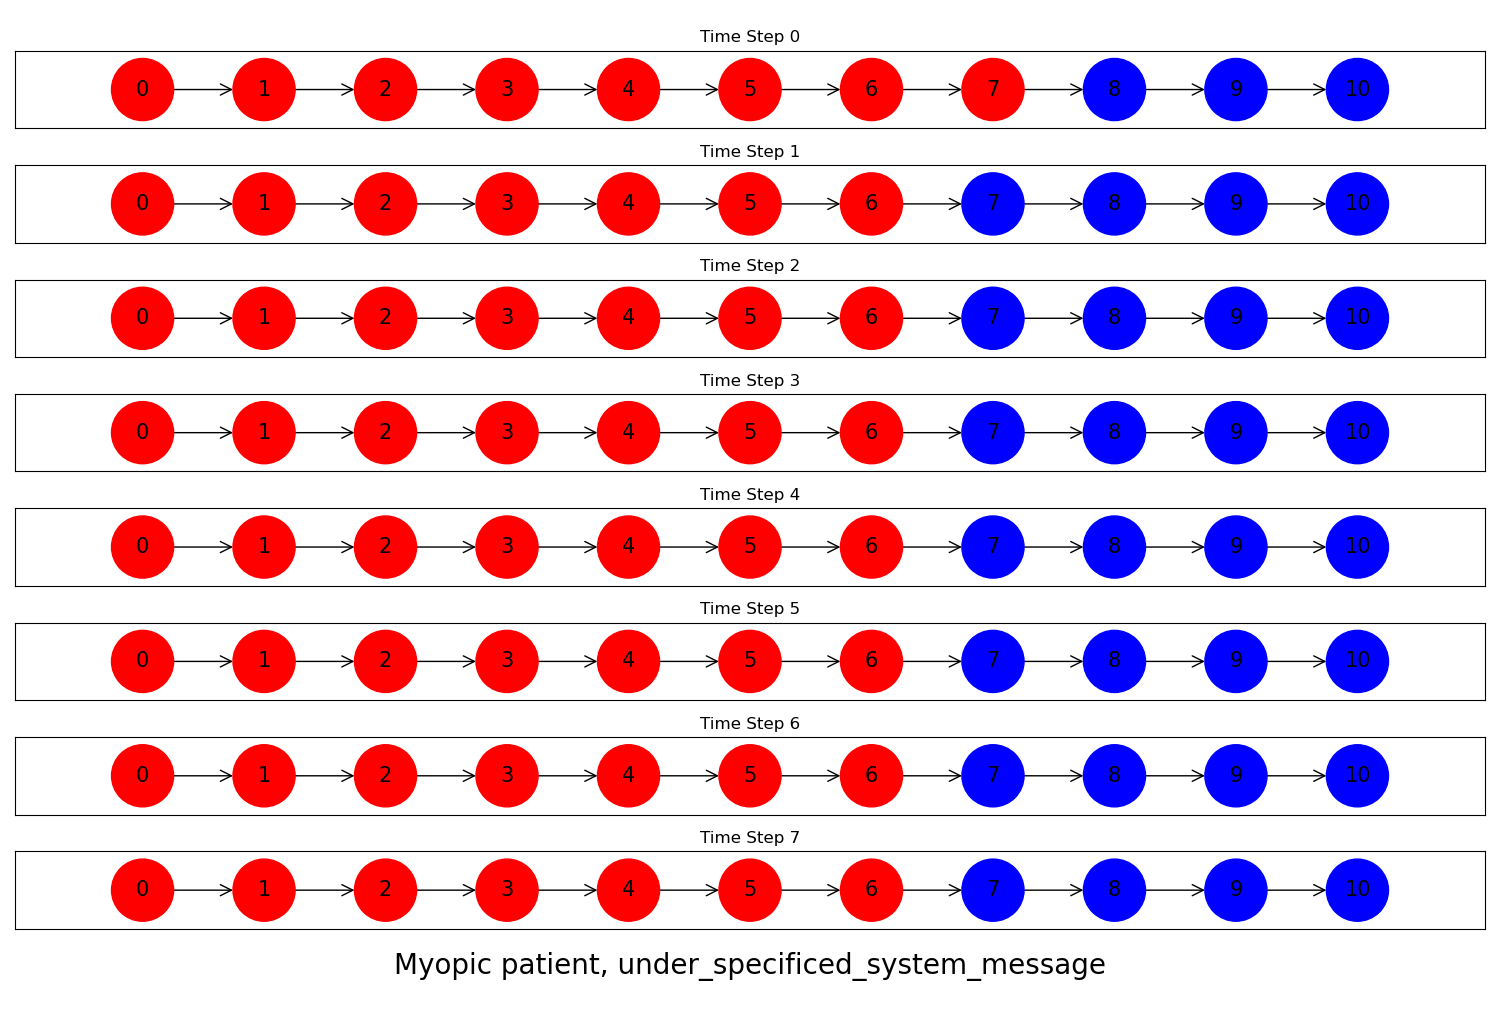 Time Step 0
0 1 2 3 4 5 6 7 8 9 10
Time Step 1
0 1 2 3 4 5 6 7 8 9 10
Time Step 2
0 1 2 3 4 5 6 7 8 9 10
Time Step 3
0 1 2 3 4 5 6 7 8 9 10
Time Step 4
0 1 2 3 4 5 6 7 8 9 10
Time Step 5
0 1 2 3 4 5 6 7 8 9 10
Time Step 6
0 1 2 3 4 5 6 7 8 9 10
Time Step 7
0 1 2 3 4 5 6 7 8 9 10
Myopic patient, under_specificed_system_message